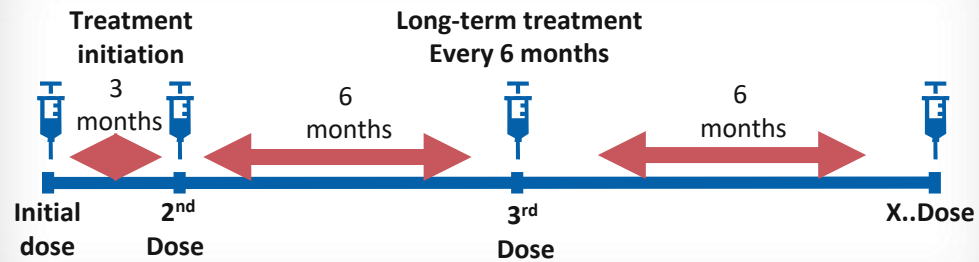 Treatment
initiation
Long-term treatment
Every 6 months
3
months
6
months
6
months
Initial
dose
2nd
Dose
3rd
Dose
X..Dose